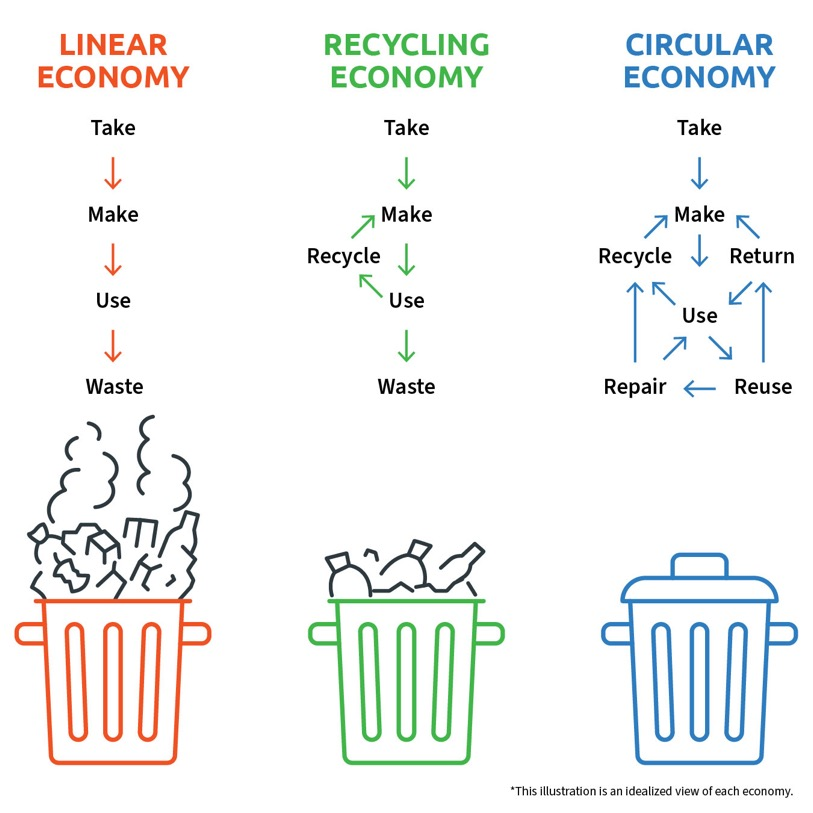 LINEAR
ECONOMY
Take
Make
Use
Waste
RECYCLING
ECONOMY
Take
Make
Recycle
Use
Waste
CIRCULAR
ECONOMY
Take
Make
Recycle
Return
Use
Repair
Reuse
*This illustration is an idealized view of each economy.